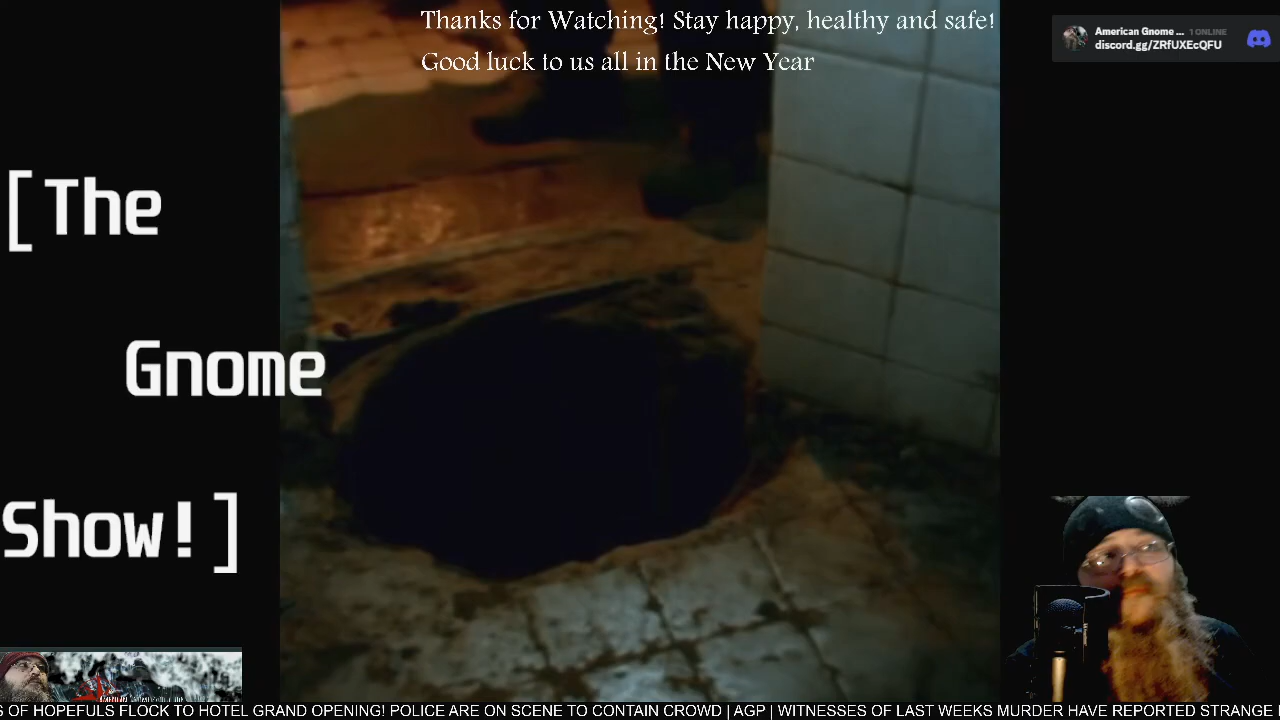 Thanks for Watching! Stay happy, healthy and safe!
Good luck to us all in the New Year
American Gnome ... 1 ONLINE
discord.gg/ZRfUXEcQFU
[The
Gnome
Show!]
S OF HOPEFULS FLOCK TO HOTEL GRAND OPENING! POLICE ARE ON SCENE TO CONTAIN CROWD | AGP | WITNESSES OF LAST WEEKS MURDER HAVE REPORTED STRANGE